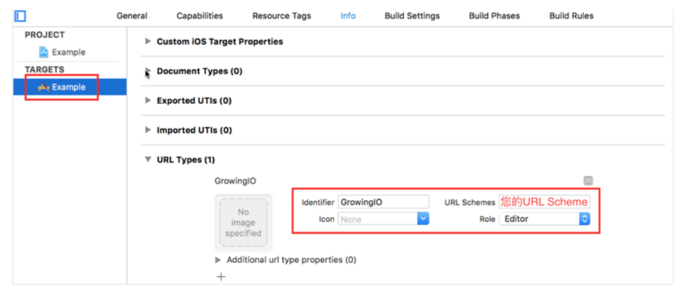 General Capabilities Resource Tags Info Build Settings Build Phases Build Rules
PROJECT
Example
TARGETS
Example
Custom iOS Target Properties
Document Types (0)
Exported UTIs (0)
Imported UTIs (0)
URL Types (1)
GrowingIO
No
image
specified
Identifier GrowingIO URL Schemes 您的URL Scheme
Icon None Role Editor
Additional url type properties (0)